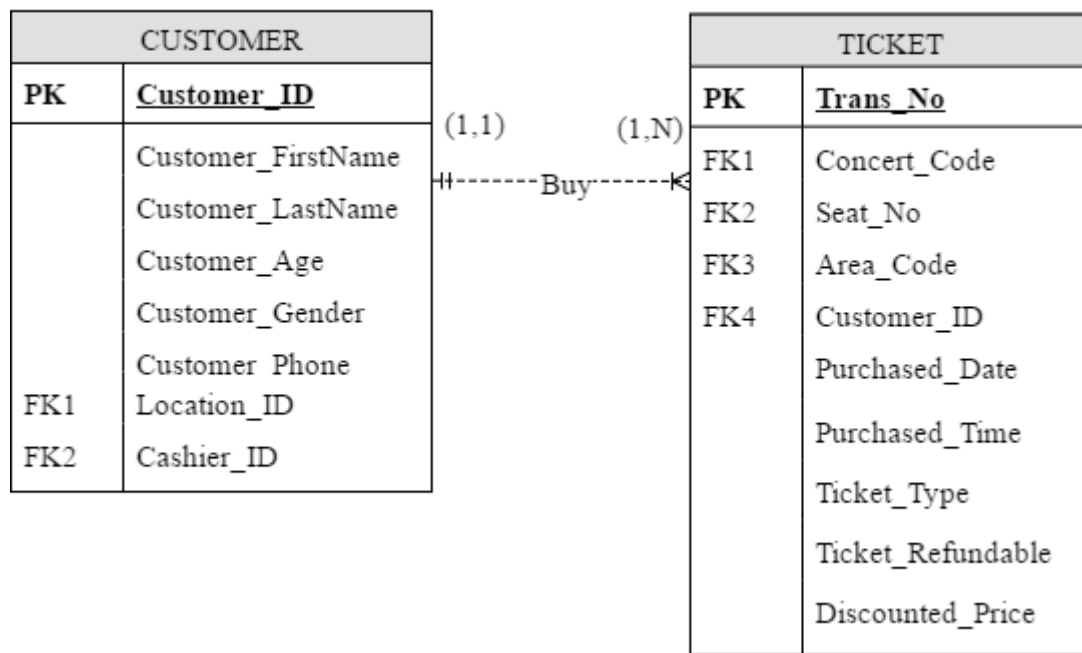 CUSTOMER
PK Customer_ID
Customer_FirstName
Customer_LastName
Customer_Age
Customer_Gender
Customer_Phone
FK1 Location_ID
FK2 Cashier_ID
(1,1) (1,N)
Buy
TICKET
PK Trans_No
FK1 Concert_Code
FK2 Seat_No
FK3 Area_Code
FK4 Customer_ID
Purchased_Date
Purchased_Time
Ticket_Type
Ticket_Refundable
Discounted_Price